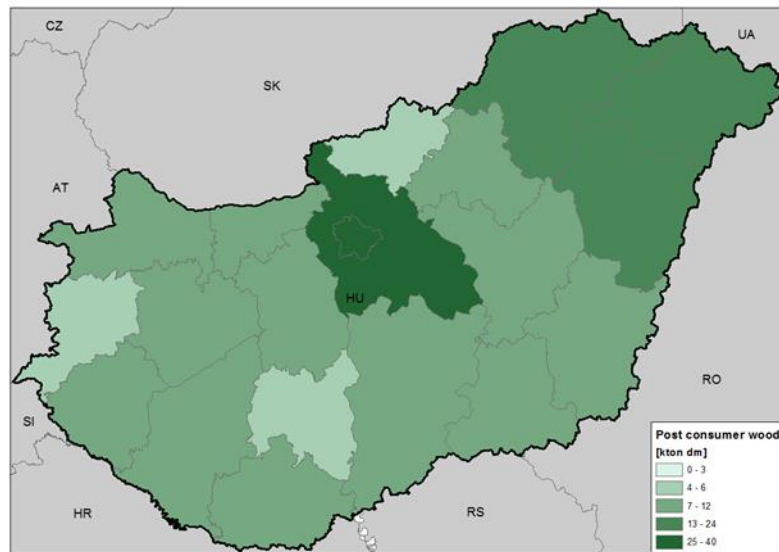 CZ
UA
SK
AT
HU
RO
SI
HR
RS
Post consumer wood
[kton dm]
0 - 3
4 - 6
7 - 12
13 - 24
25 - 40